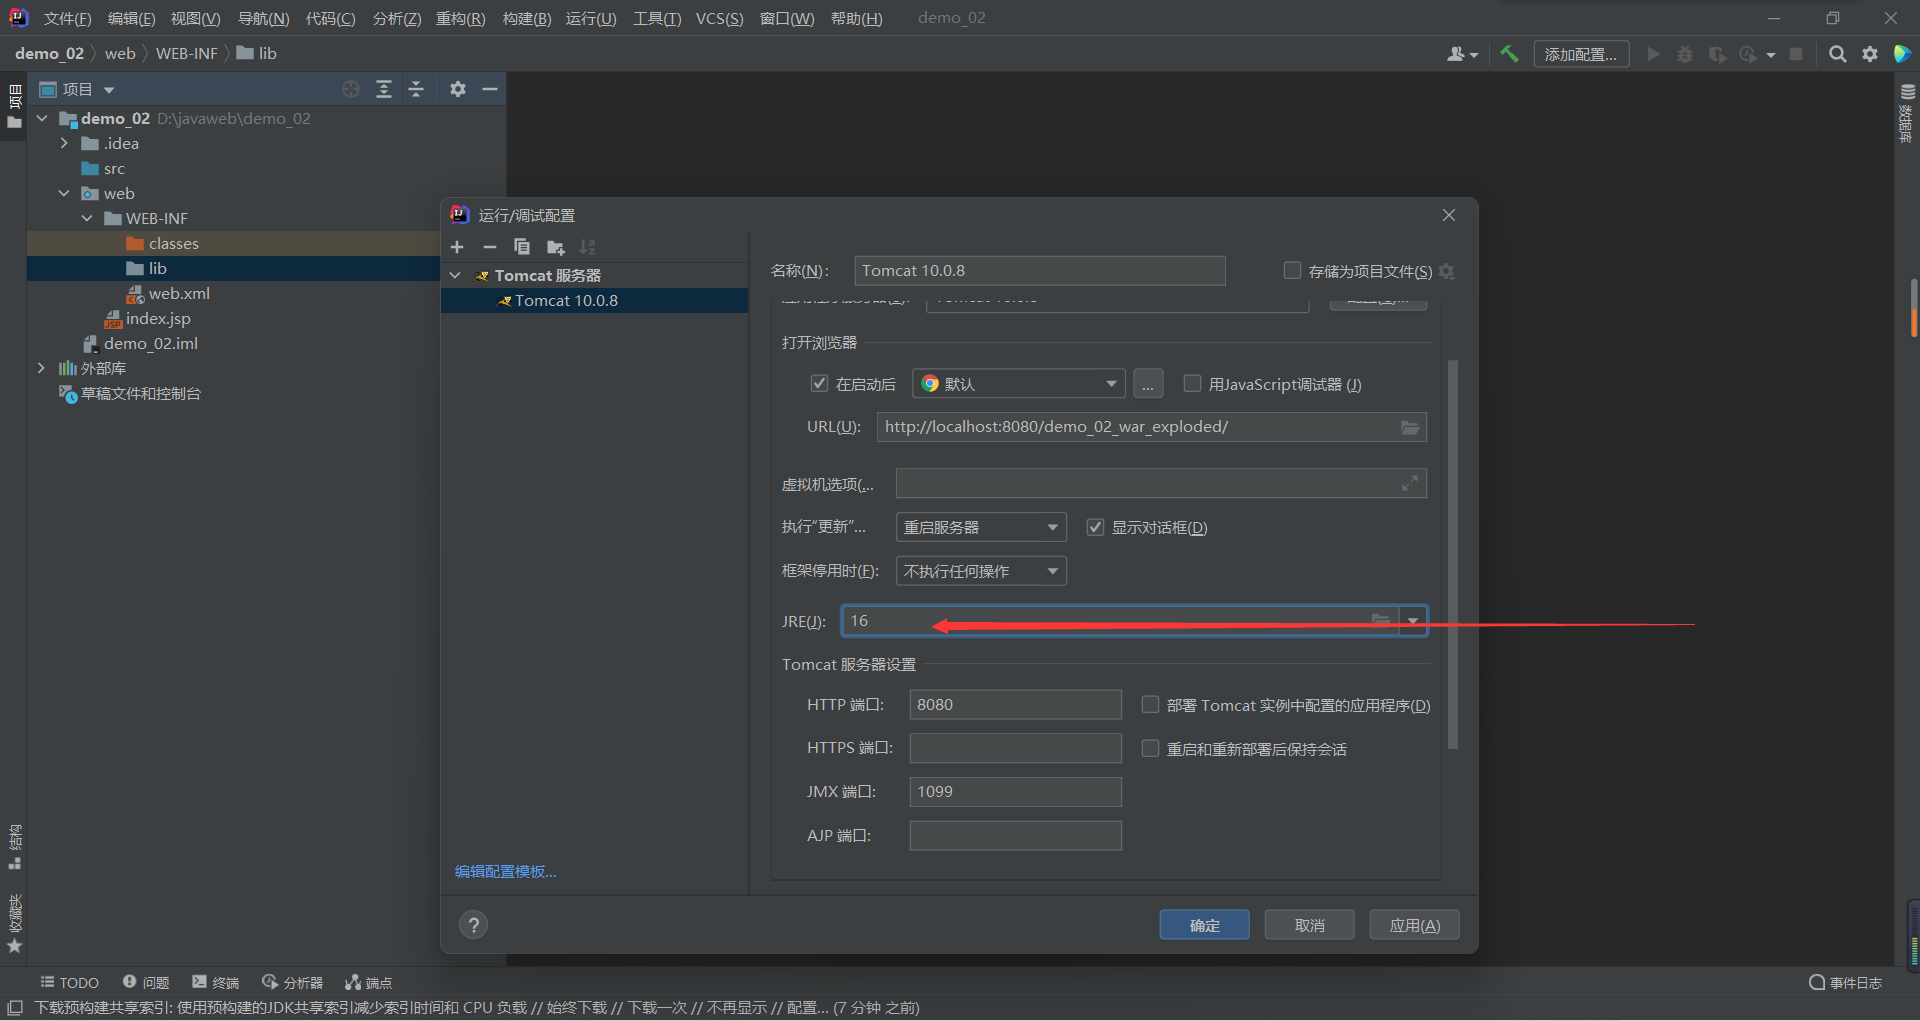 文件(F) 编辑(E) 视图(V) 导航(N) 代码(C) 分析(Z) 重构(R) 构建(B) 运行(U) 工具(T) VCS(S) 窗口(W) 帮助(H) demo_02
demo_02 web WEB-INF lib
添加配置...
项目
项目
demo_02 D:\javaweb\demo_02
.idea
src
web
WEB-INF
classes
lib
web.xml
index.jsp
demo_02.iml
外部库
草稿文件和控制台
数据库
结构
收藏夹
运行/调试配置
Tomcat 服务器
Tomcat 10.0.8
编辑配置模板...
名称(N): Tomcat 10.0.8 存储为项目文件(S)
打开浏览器
在启动后 默认 ... 用JavaScript调试器 (J)
URL(U): http://localhost:8080/demo_02_war_exploded/
虚拟机选项(...
执行“更新”... 重启服务器 显示对话框(D)
框架停用时(F): 不执行任何操作
JRE(J): 16
Tomcat 服务器设置
HTTP 端口: 8080 部署 Tomcat 实例中配置的应用程序(D)
HTTPS 端口: 重启和重新部署后保持会话
JMX 端口: 1099
AJP 端口:
? 确定 取消 应用(A)
TODO 问题 终端 分析器 端点 事件日志
下载预构建共享索引: 使用预构建的JDK共享索引减少索引时间和 CPU 负载 // 始终下载 // 下载一次 // 不再显示 // 配置... (7 分钟 之前)